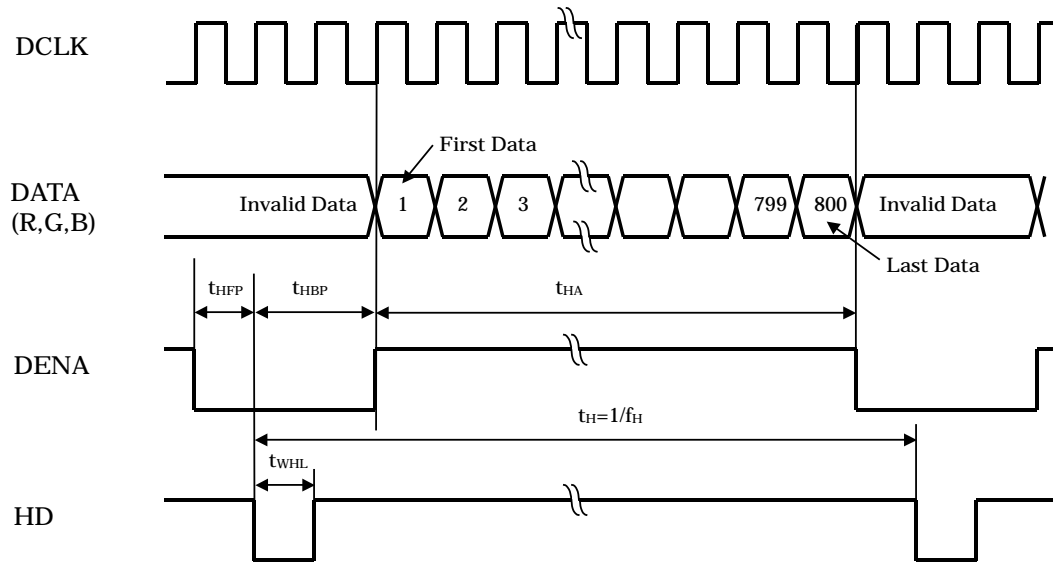 DCLK
First Data
DATA
(R,G,B)
Invalid Data 1 2 3 799 800 Invalid Data
Last Data
tHFP tHBP tHA
DENA
tH=1/fH
tWHL
HD